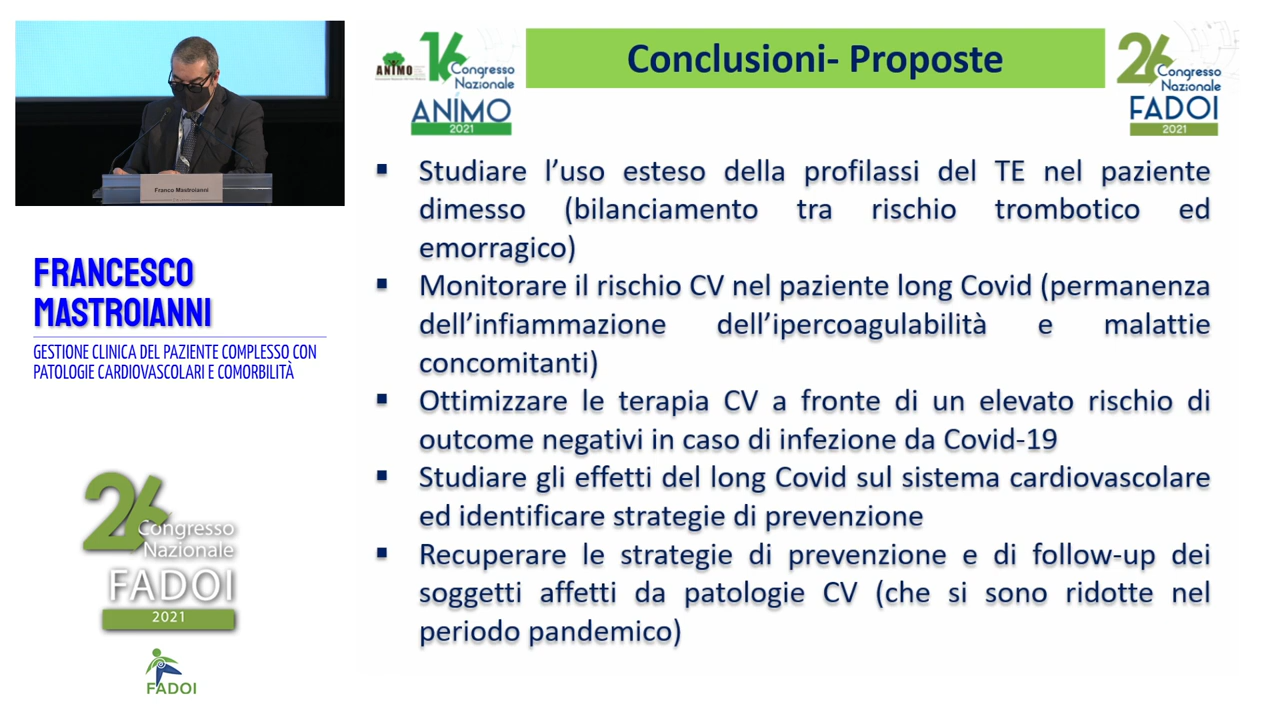 Franco Mastroianni
FRANCESCO
MASTROIANNI
GESTIONE CLINICA DEL PAZIENTE COMPLESSO CON
PATOLOGIE CARDIOVASCOLARI E COMORBILITÀ
26
Congresso
Nazionale
FADOI
2021
FADOI
ANÍMO
16
Congresso
Nazionale
ANÍMO
2021
Conclusioni- Proposte
26
Congresso
Nazionale
FADOI
2021
▪ Studiare l’uso esteso della profilassi del TE nel paziente
dimesso (bilanciamento tra rischio trombotico ed
emorragico)
▪ Monitorare il rischio CV nel paziente long Covid (permanenza
dell’infiammazione dell’ipercoagulabilità e malattie
concomitanti)
▪ Ottimizzare le terapia CV a fronte di un elevato rischio di
outcome negativi in caso di infezione da Covid-19
▪ Studiare gli effetti del long Covid sul sistema cardiovascolare
ed identificare strategie di prevenzione
▪ Recuperare le strategie di prevenzione e di follow-up dei
soggetti affetti da patologie CV (che si sono ridotte nel
periodo pandemico)